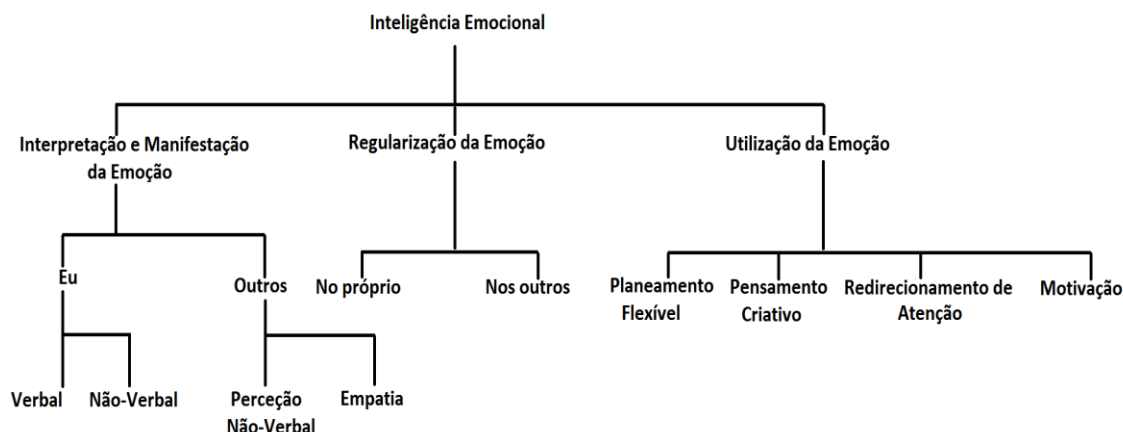 Inteligência Emocional
Interpretação e Manifestação
da Emoção
Regularização da Emoção
Utilização da Emoção
Eu
Outros
No próprio
Nos outros
Planeamento
Flexível
Pensamento
Criativo
Redirecionamento de
Atenção
Motivação
Verbal
Não-Verbal
Perceção
Não-Verbal
Empatia